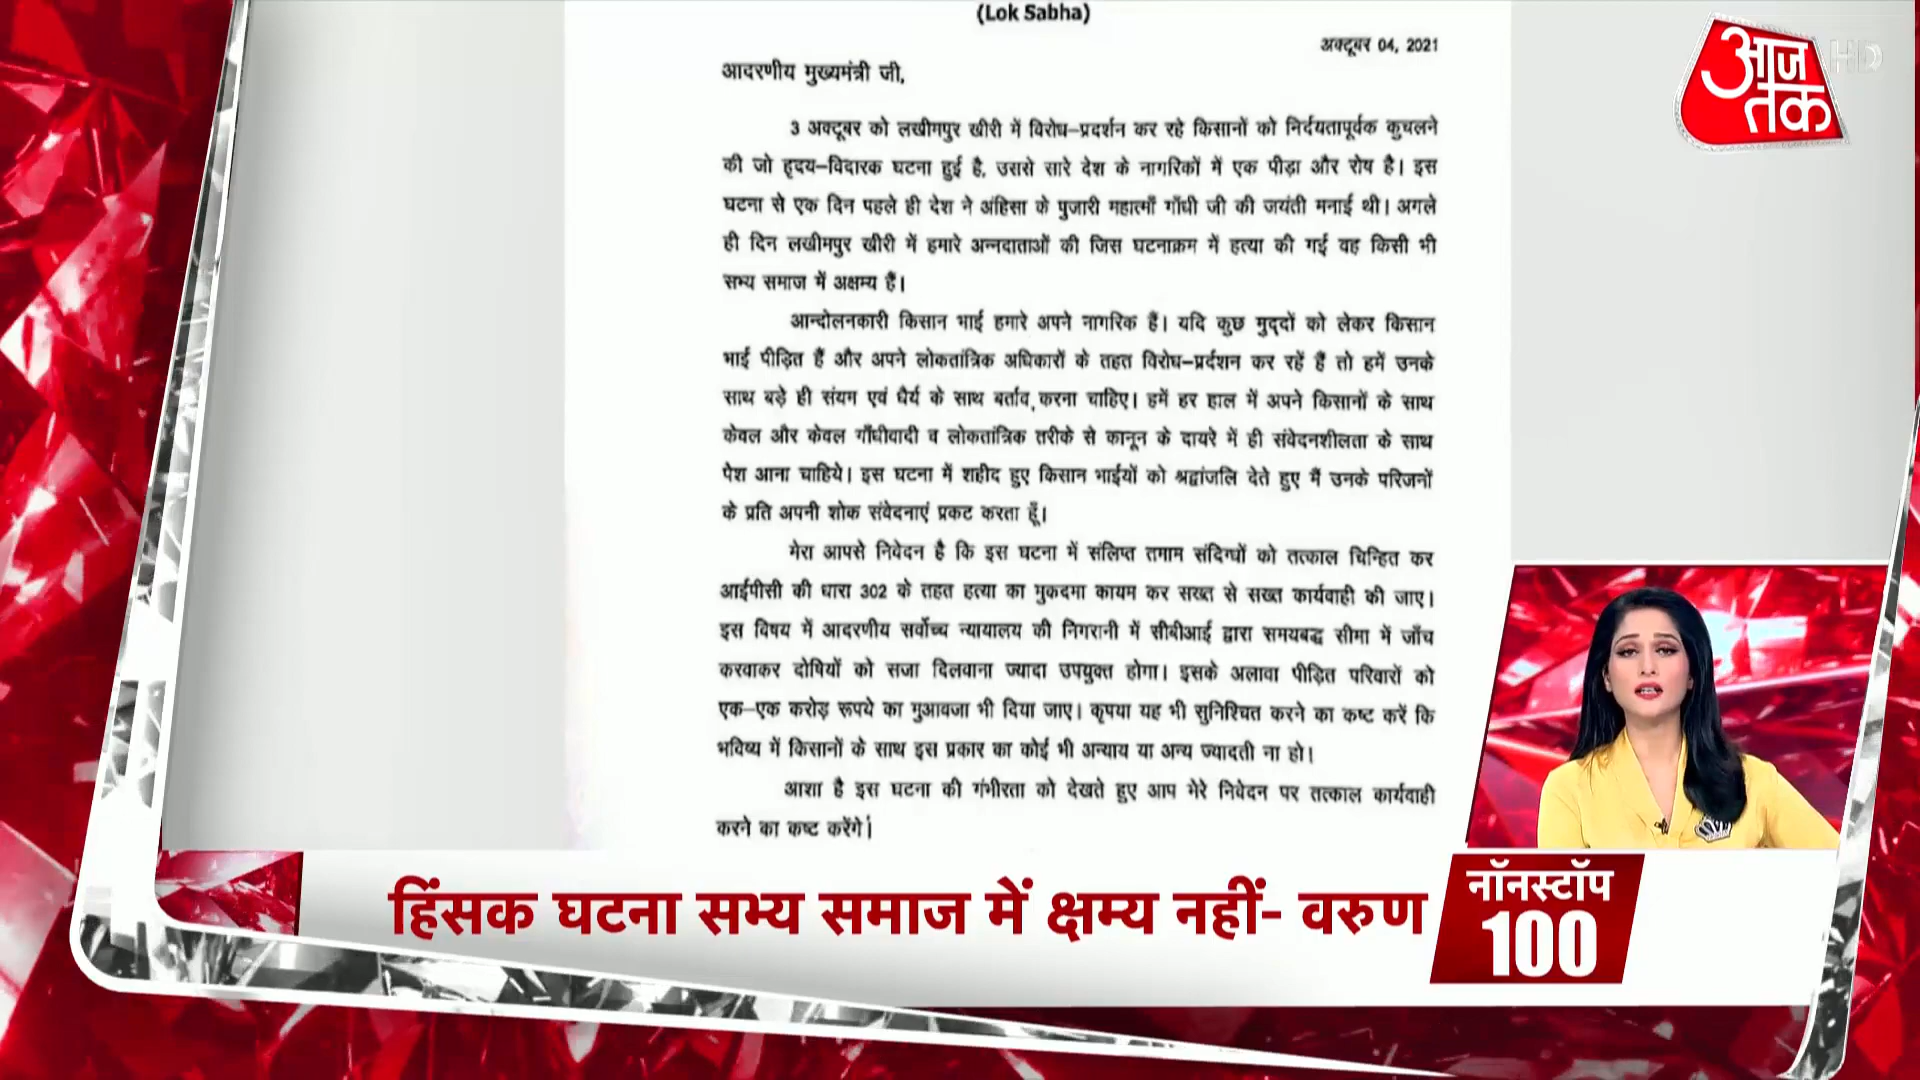 (Lok Sabha)
अक्टूबर 04, 2021
आदरणीय मुख्यमंत्री जी,
3 अक्टूबर को लखीमपुर खीरी में विरोध–प्रदर्शन कर रहे किसानों को निर्दयतापूर्वक कुचलने
की जो हृदय–विदारक घटना हुई है, उससे सारे देश के नागरिकों में एक पीड़ा और रोष है। इस
घटना से एक दिन पहले ही देश ने अंहिसा के पुजारी महात्माँ गाँधी जी की जयंती मनाई थी। अगले
ही दिन लखीमपुर खीरी में हमारे अन्नदाताओं की जिस घटनाक्रम में हत्या की गई वह किसी भी
सभ्य समाज में अक्षम्य हैं।
आन्दोलनकारी किसान भाई हमारे अपने नागरिक हैं। यदि कुछ मुद्दों को लेकर किसान
भाई पीड़ित हैं और अपने लोकतांत्रिक अधिकारों के तहत विरोध–प्रर्दशन कर रहें हैं तो हमें उनके
साथ बड़े ही संयम एवं धैर्य के साथ बर्ताव करना चाहिए। हमें हर हाल में अपने किसानों के साथ
केवल और केवल गाँधीवादी व लोकतांत्रिक तरीके से कानून के दायरे में ही संवेदनशीलता के साथ
पेश आना चाहिये। इस घटना में शहीद हुए किसान भाईयों को श्रद्वांजलि देते हुए मैं उनके परिजनों
के प्रति अपनी शोक संवेदनाएं प्रकट करता हूँ।
मेरा आपसे निवेदन है कि इस घटना में संलिप्त तमाम संदिग्धों को तत्काल चिन्हित कर
आईपीसी की धारा 302 के तहत हत्या का मुकदमा कायम कर सख्त से सख्त कार्यवाही की जाए।
इस विषय में आदरणीय सर्वोच्च न्यायालय की निगरानी में सीबीआई द्वारा समयबद्ध सीमा में जाँच
करवाकर दोषियों को सजा दिलवाना ज्यादा उपयुक्त होगा। इसके अलावा पीड़ित परिवारों को
एक–एक करोड़ रूपये का मुआवजा भी दिया जाए। कृपया यह भी सुनिश्चित करने का कष्ट करें कि
भविष्य में किसानों के साथ इस प्रकार का कोई भी अन्याय या अन्य ज्यादती ना हो।
आशा है इस घटना की गंभीरता को देखते हुए आप मेरे निवेदन पर तत्काल कार्यवाही
करने का कष्ट करेंगे।
आज
तक
HD
हिंसक घटना सभ्य समाज में क्षम्य नहीं- वरुण
नॉनस्टॉप
100